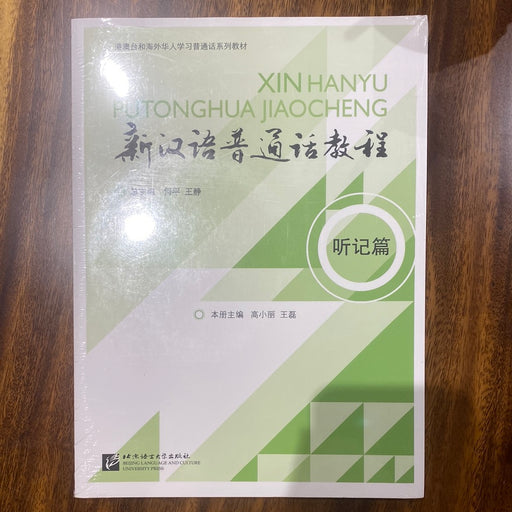 港澳台和海外华人学习普通话系列教材
XIN HANYU
PUTONGHUA JIAOCHENG
新汉语普通话教程
何平 王静
听记篇
本册主编 高小丽 王磊
北京语言大学出版社
BEIJING LANGUAGE AND CULTURE
UNIVERSITY PRESS